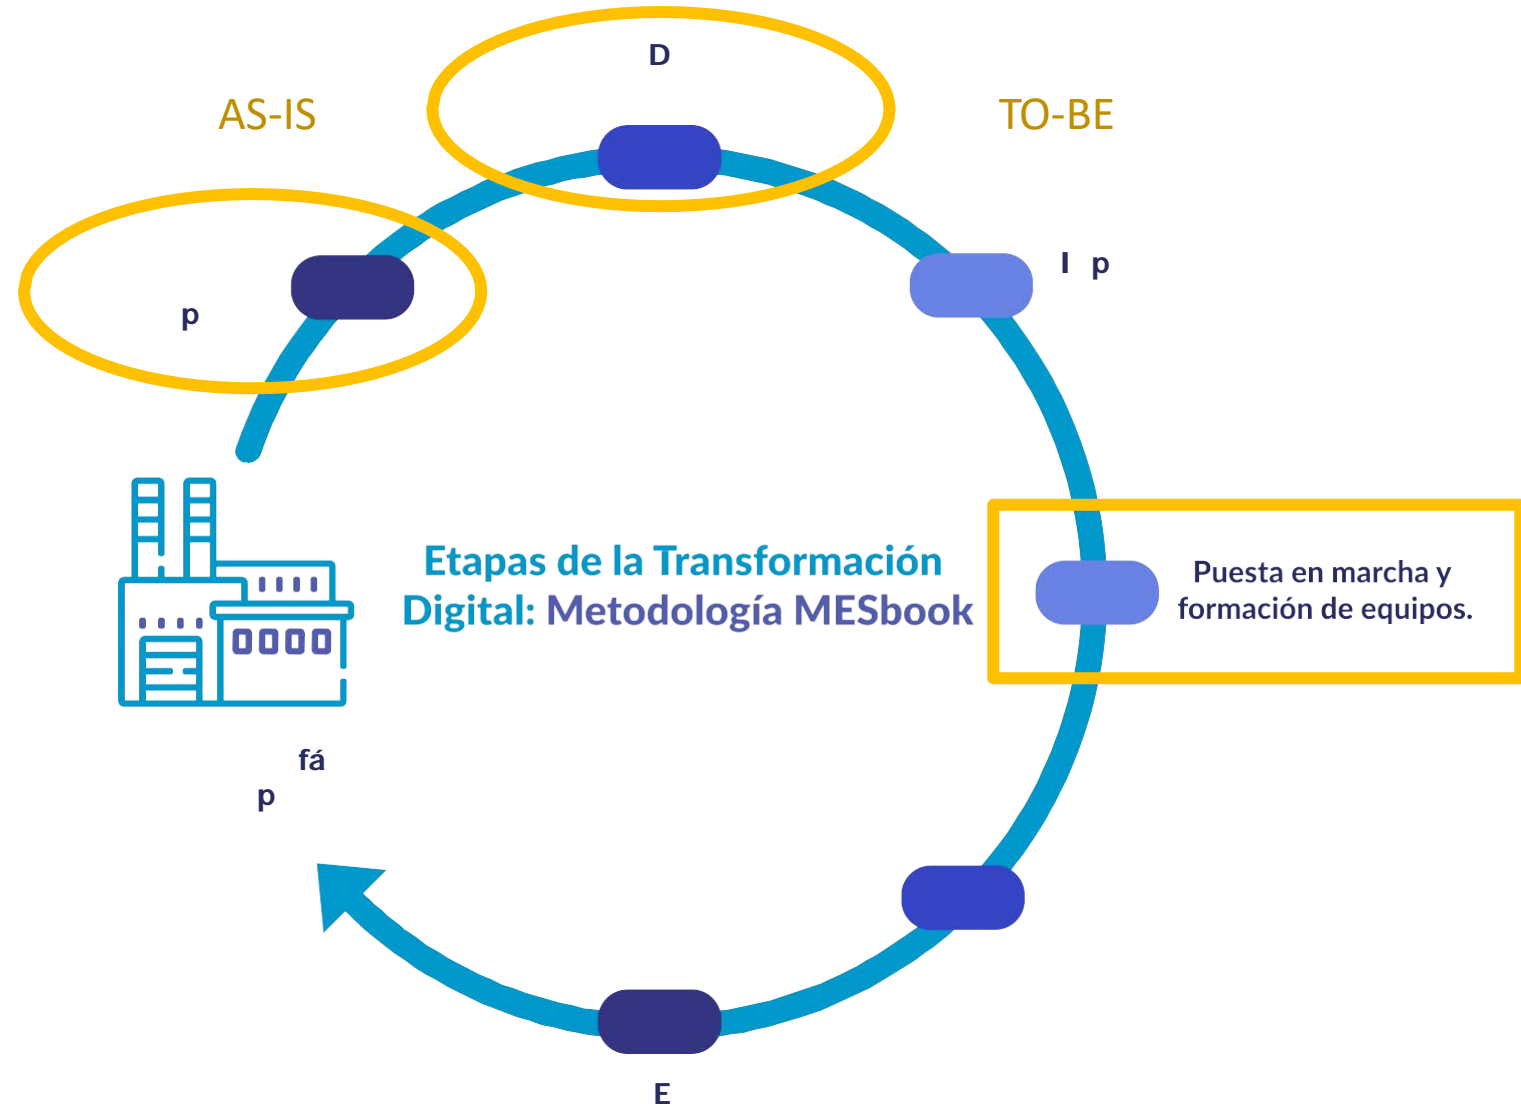 D
AS-IS
TO-BE
I p
p
Etapas de la Transformación
Digital: Metodología MESbook
Puesta en marcha y
formación de equipos.
fá
p
E